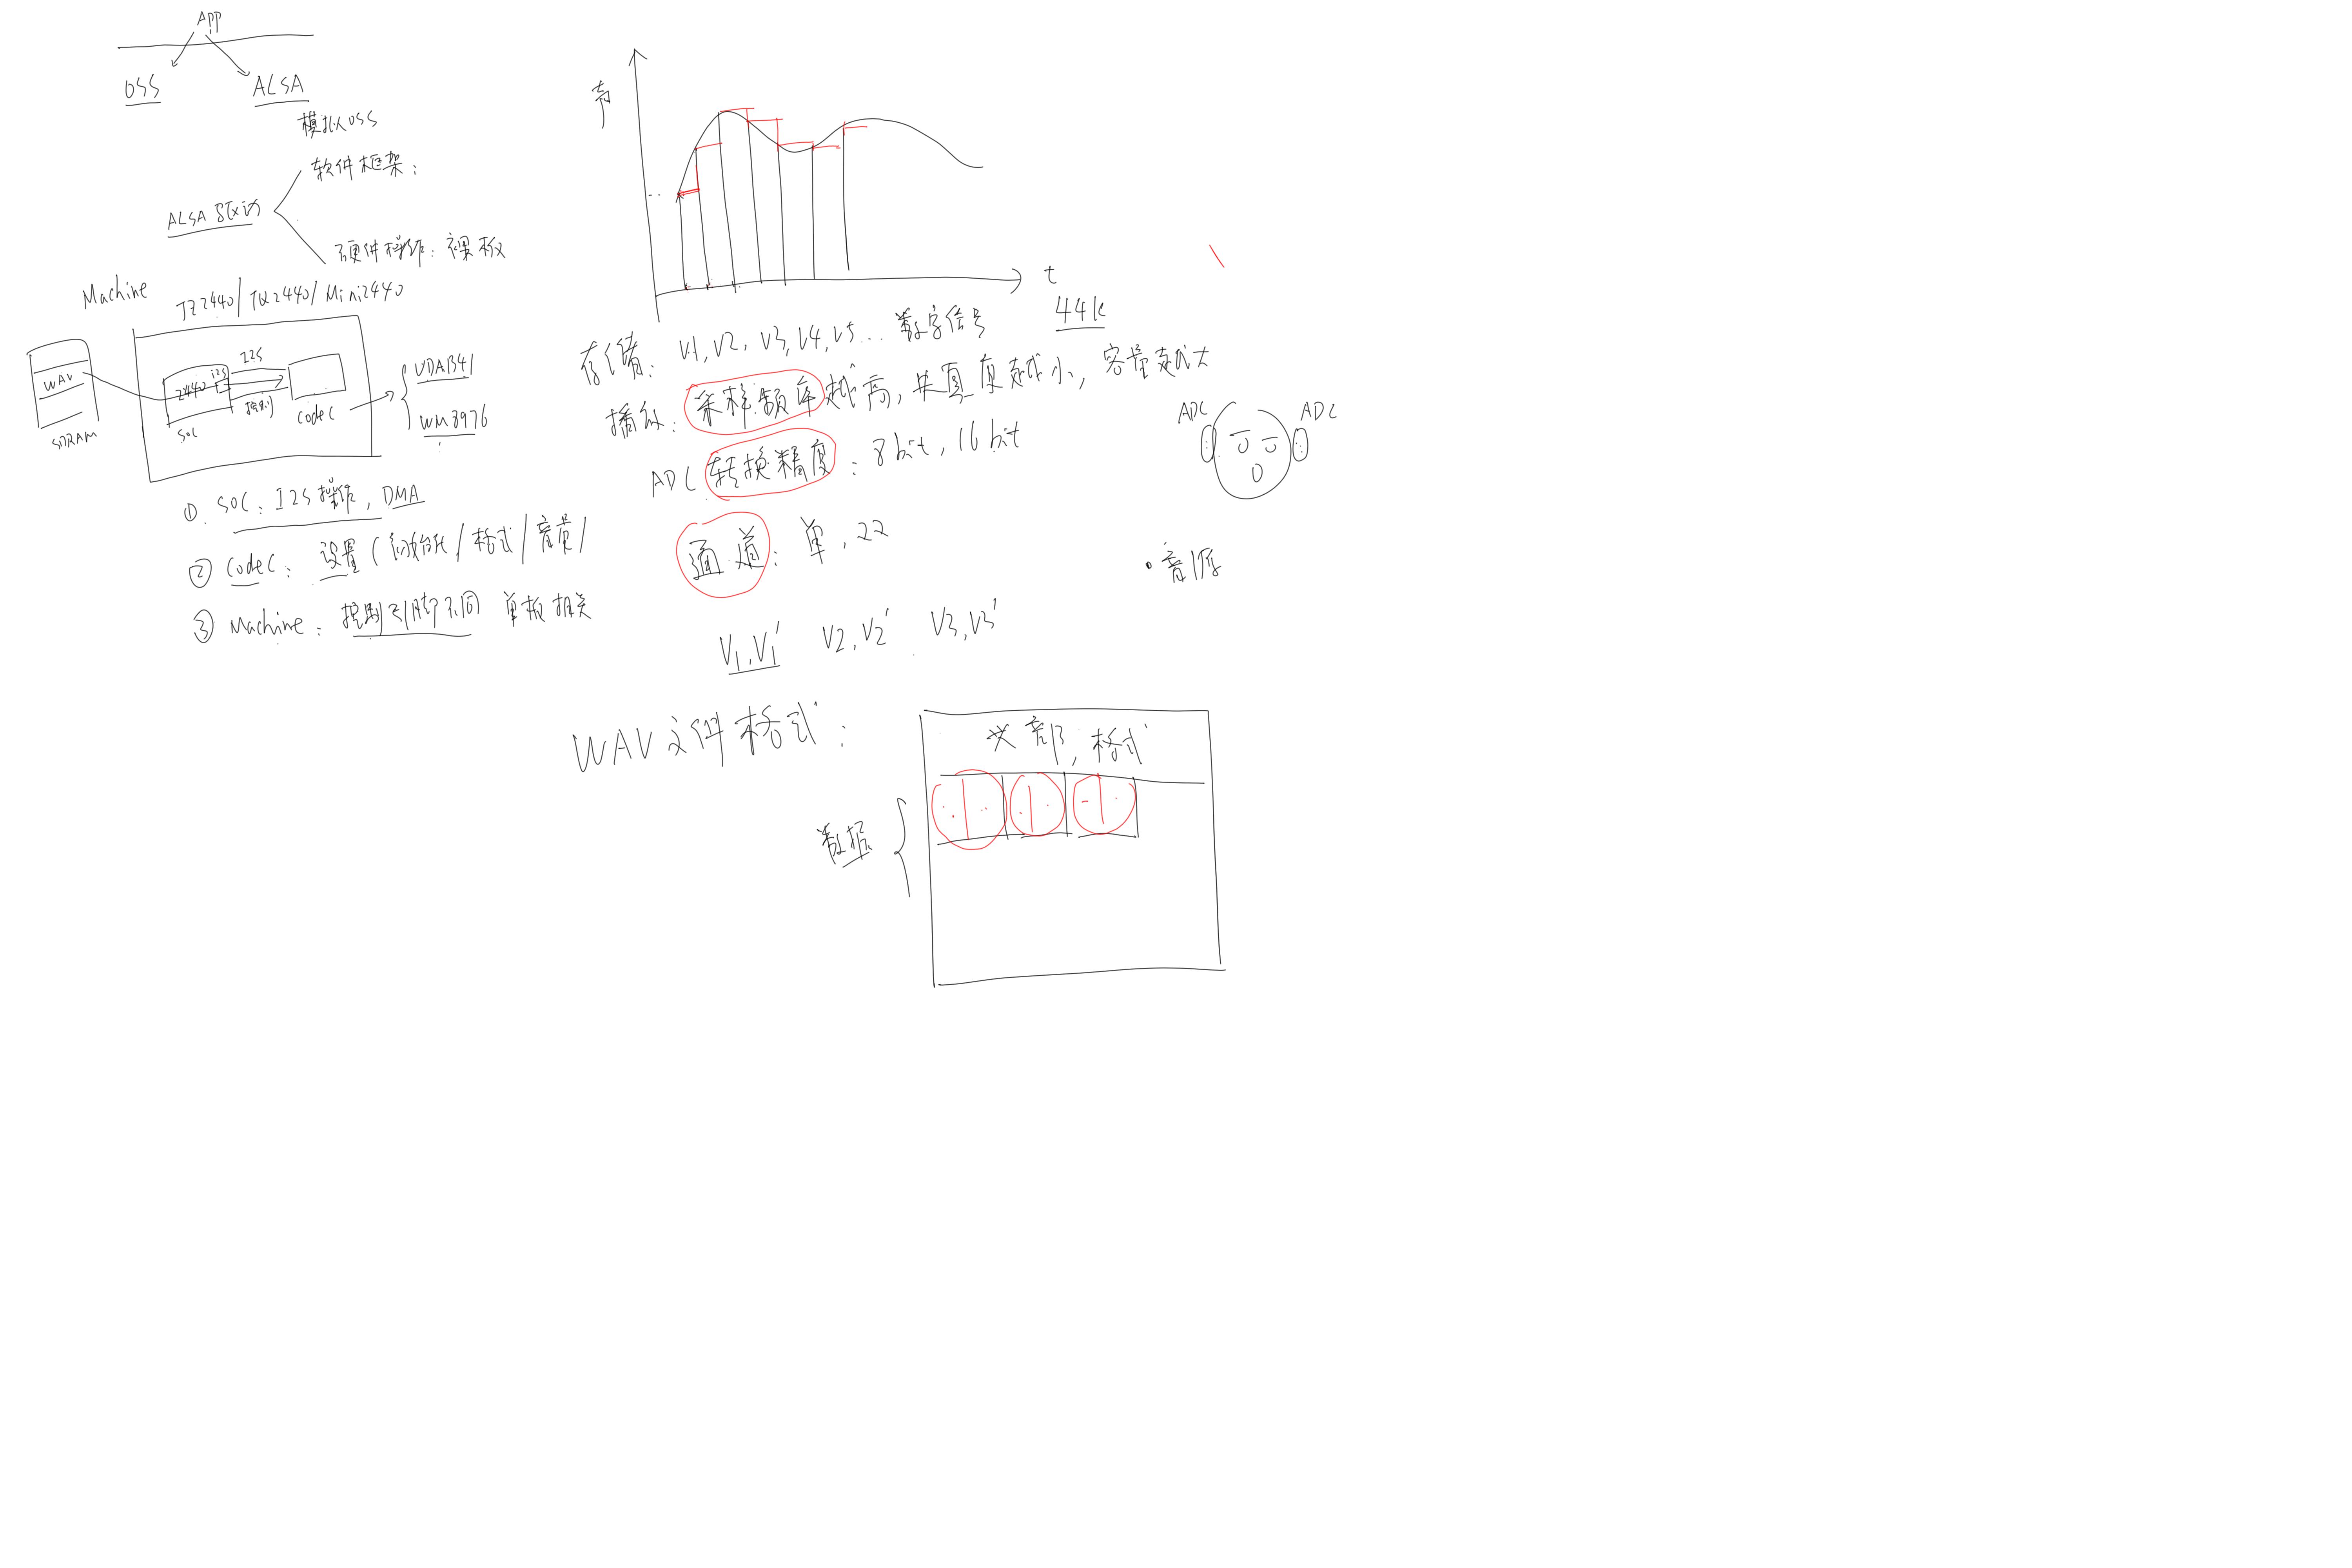 App
OSS
ALSA
模拟OSS
软件框架：
ALSA 驱动
硬件操作：裸板
Machine
JZ2440/TQ2440/Mini2440
WAV
SDRAM
2440
i2s
SOC
I2S
控制
Codec
UDA1341
WM8976
① SOC：I2S操作，DMA
② Codec：设置（初始化/格式/音量）
③ Machine：控制引脚不同 单板相关
声
t
44k
存储：V1, V2, V3, V4, V5... 数字信号
播放：采样频率越高，失真度越小，容量越大
ADC 转换精度：8bit, 16bit
通道：单, 双
V1, V1' V2, V2' V3, V3'
ADC
ADC
音源
WAV文件格式：
头部, 格式
数据